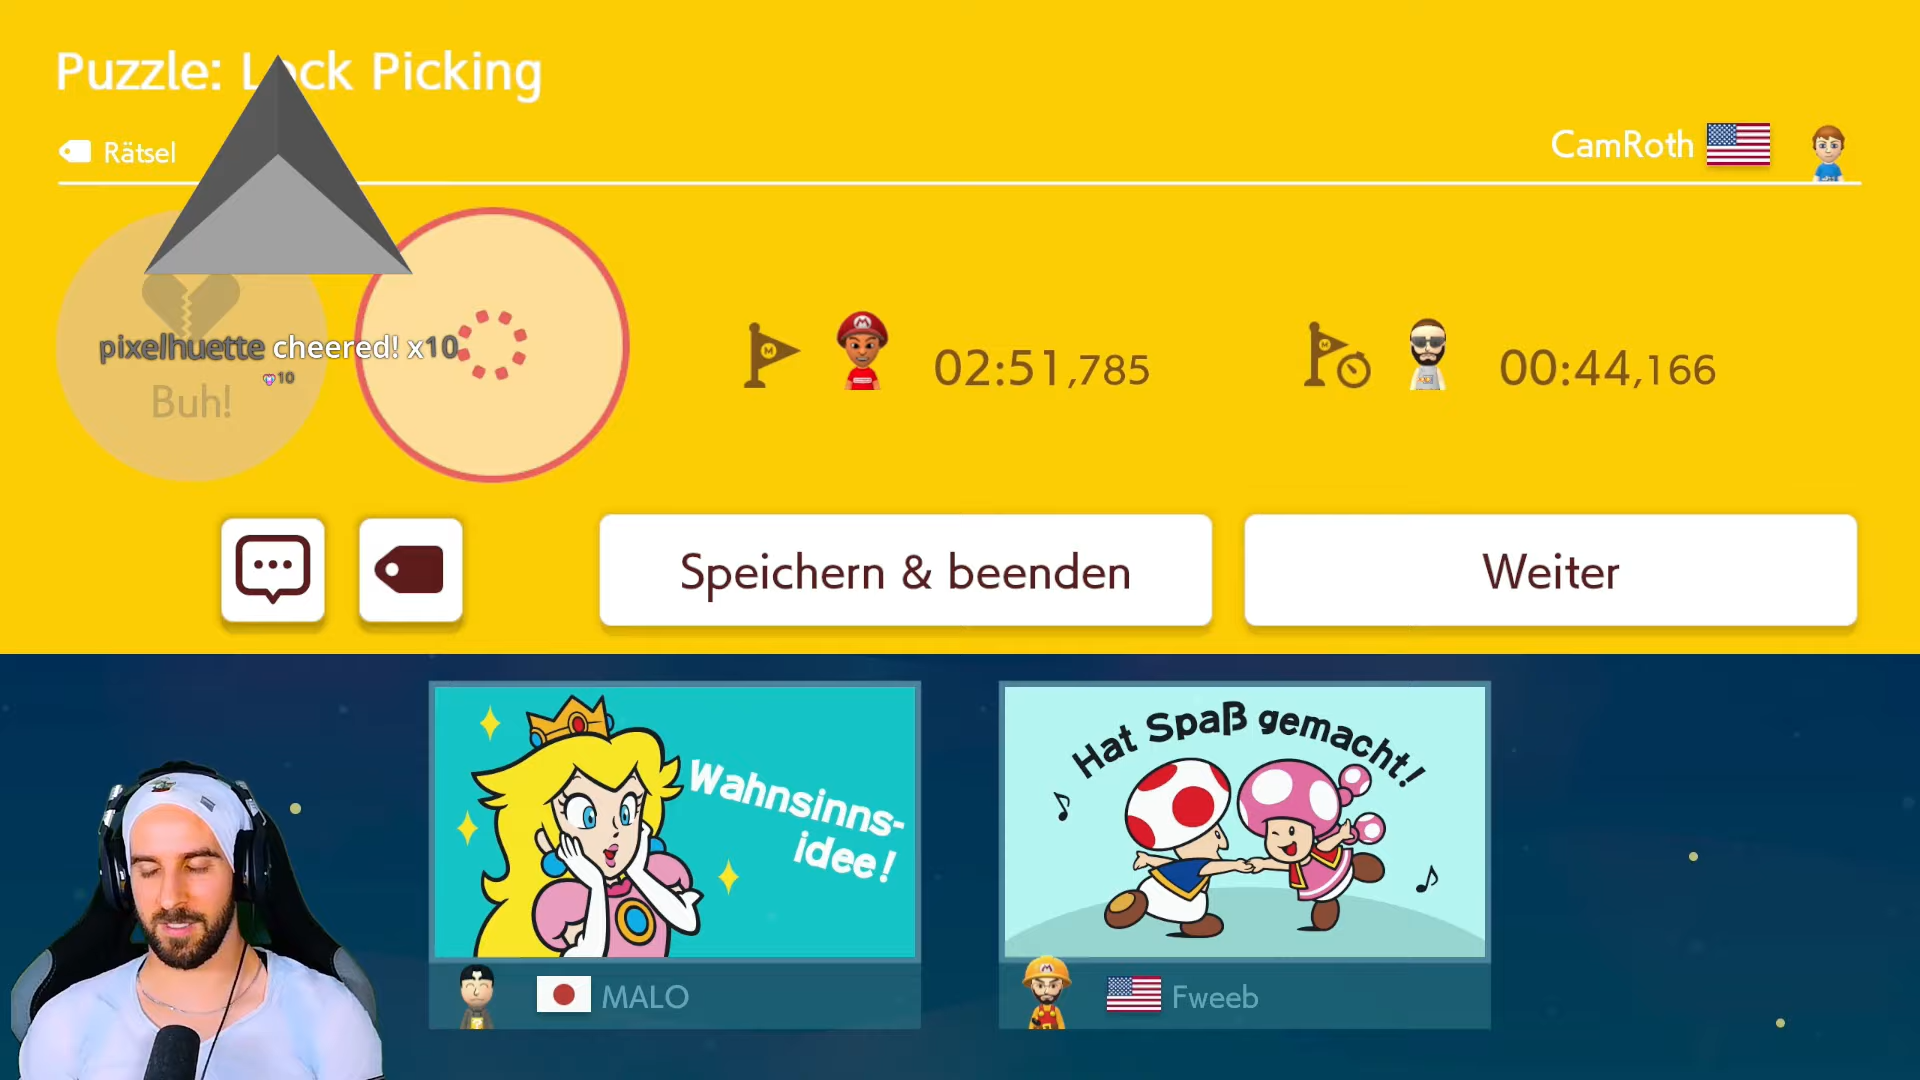 Puzzle: Lock Picking
Rätsel
CamRoth
pixelhuette cheered! x10
10
Buh!
02:51,785
00:44,166
Speichern & beenden
Weiter
Wahnsinns-
idee!
Hat Spaß gemacht!
MALO
Fweeb